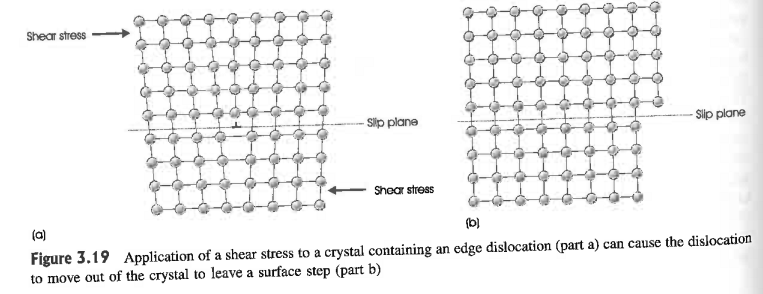 Shear stress
Slip plane
Shear stress
(a)
Slip plane
(b)
Figure 3.19 Application of a shear stress to a crystal containing an edge dislocation (part a) can cause the dislocation
to move out of the crystal to leave a surface step (part b)